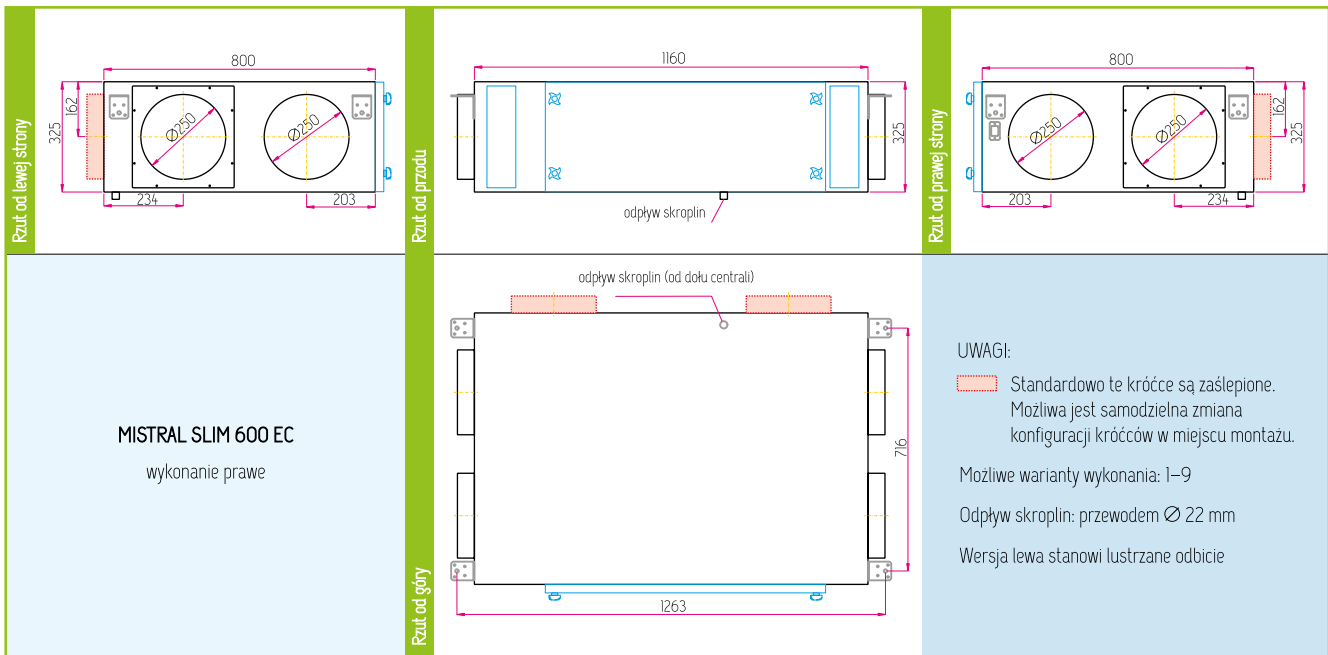 Rzut od lewej strony
800
325
162
Ø250
Ø250
234
203
Rzut od przodu
1160
325
odpływ skroplin
Rzut od prawej strony
800
Ø250
Ø250
162
325
203
234
MISTRAL SLIM 600 EC
wykonanie prawe
Rzut od góry
odpływ skroplin (od dołu centrali)
716
1263
UWAGI:
Standardowo te króćce są zaślepione.
Możliwa jest samodzielna zmiana
konfiguracji króćców w miejscu montażu.
Możliwe warianty wykonania: 1–9
Odpływ skroplin: przewodem Ø 22 mm
Wersja lewa stanowi lustrzane odbicie